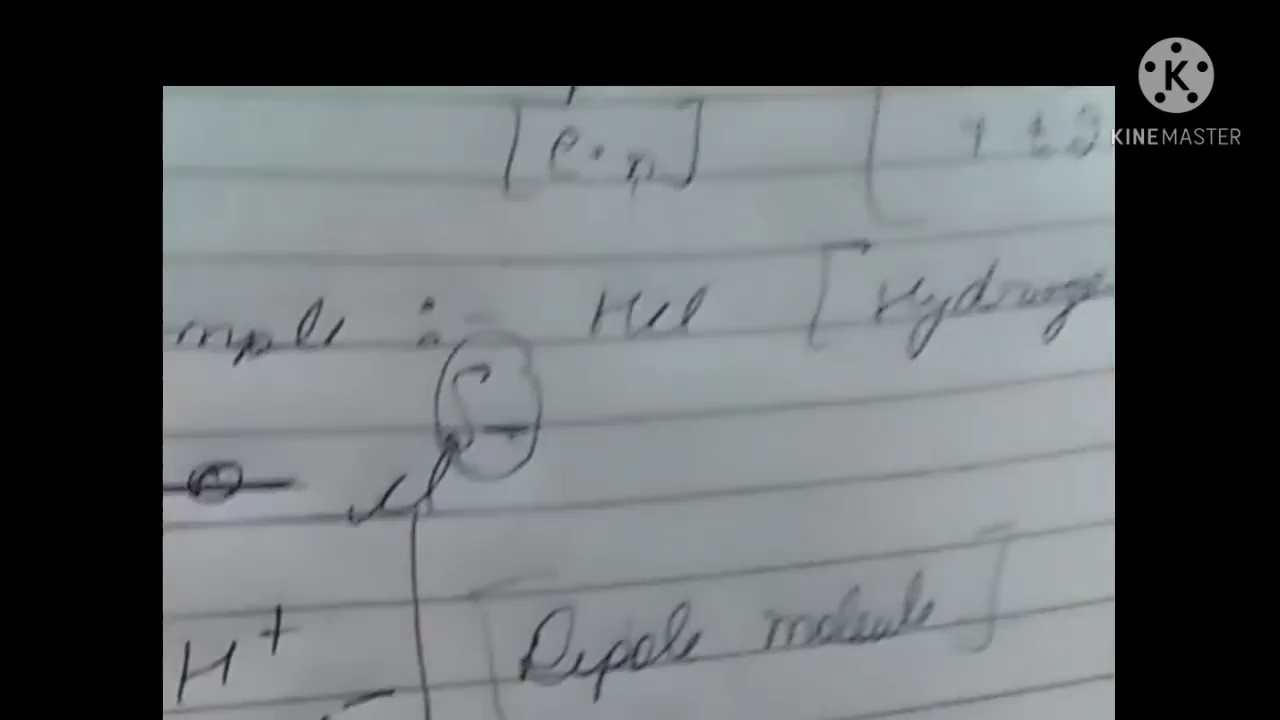 K
KINEMASTER
[e.n]
mple :- Hcl [Hydroge
δ-
cl
H+
[Dipole molecule]